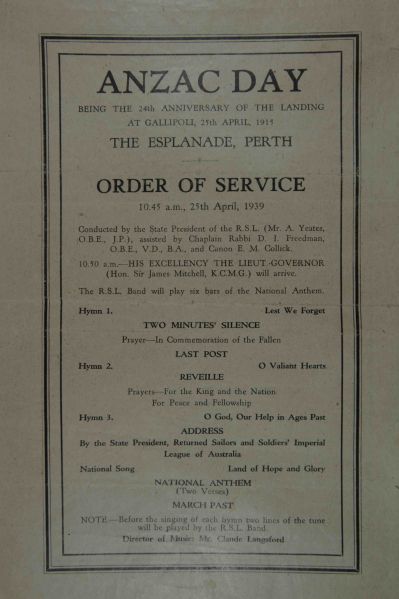 ANZAC DAY
BEING THE 24th ANNIVERSARY OF THE LANDING
AT GALLIPOLI, 25th APRIL, 1915
THE ESPLANADE, PERTH
ORDER OF SERVICE
10.45 a.m., 25th April, 1939
Conducted by the State President of the R.S.L. (Mr. A. Yeates,
O.B.E., J.P.), assisted by Chaplain Rabbi D. I. Freedman,
O.B.E., V.D., B.A., and Canon E. M. Collick.
10.50 a.m.—HIS EXCELLENCY THE LIEUT.-GOVERNOR
(Hon. Sir James Mitchell, K.C.M.G.) will arrive.
The R.S.L. Band will play six bars of the National Anthem.
Hymn 1. Lest We Forget
TWO MINUTES' SILENCE
Prayer—In Commemoration of the Fallen
LAST POST
Hymn 2. O Valiant Hearts
REVEILLE
Prayers—For the King and the Nation
For Peace and Fellowship
Hymn 3. O God, Our Help in Ages Past
ADDRESS
By the State President, Returned Sailors and Soldiers' Imperial
League of Australia
National Song Land of Hope and Glory
NATIONAL ANTHEM
(Two Verses)
MARCH PAST
NOTE—Before the singing of each hymn two lines of the tune
will be played by the R.S.L. Band.
Director of Music: Mr. Claude Langsford